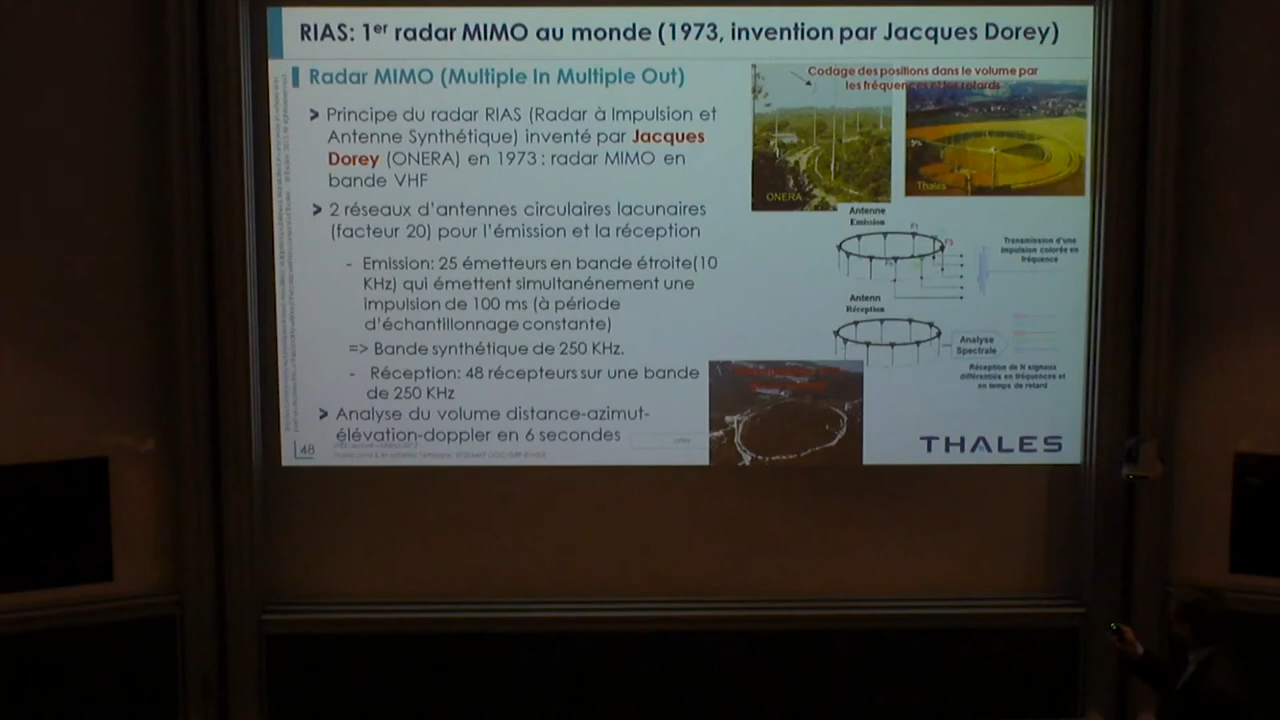 RIAS: 1er radar MIMO au monde (1973, invention par Jacques Dorey)
Radar MIMO (Multiple In Multiple Out)
Principe du radar RIAS (Radar à Impulsion et
Antenne Synthétique) inventé par Jacques
Dorey (ONERA) en 1973 : radar MIMO en
bande VHF
2 réseaux d'antennes circulaires lacunaires
(facteur 20) pour l'émission et la réception
- Emission: 25 émetteurs en bande étroite(10
KHz) qui émettent simultanément une
impulsion de 100 ms (à période
d'échantillonnage constante)
=> Bande synthétique de 250 KHz.
- Réception: 48 récepteurs sur une bande
de 250 KHz
Analyse du volume distance-azimut-
élévation-doppler en 6 secondes
48
Codage des positions dans le volume par
les fréquences et les retards
ONERA
Thales
Antenne
Emission
Transmission d'une
impulsion colorée en
fréquence
Antenn
Réception
Analyse
Spectrale
Réception de N signaux
différentiés en fréquences et
en temps de retard
THALES